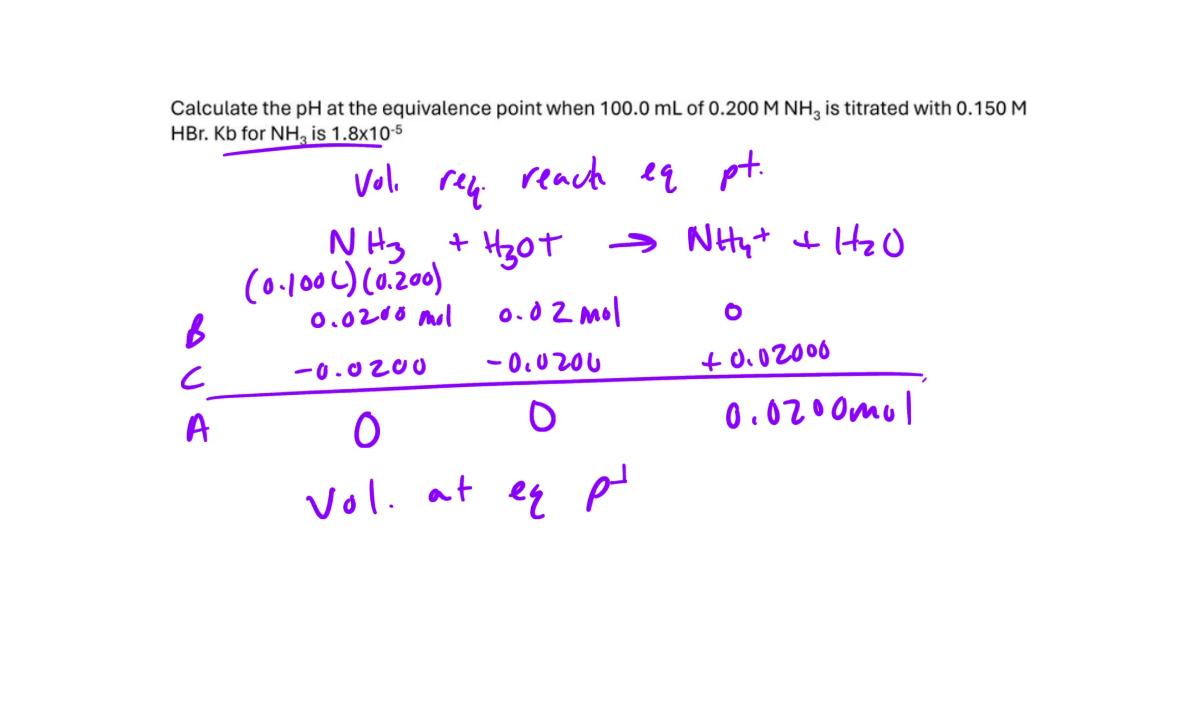 Calculate the pH at the equivalence point when 100.0 mL of 0.200 M NH₃ is titrated with 0.150 M
HBr. Kb for NH₃ is 1.8x10⁻⁵
Vol. req. reach eq pt.
NH₃ + H₃O+ → NH₄+ + H₂O
(0.100L)(0.200)
B 0.0200 mol 0.02 mol 0
C -0.0200 -0.0200 +0.02000
A 0 0 0.0200mol
Vol. at eq pt